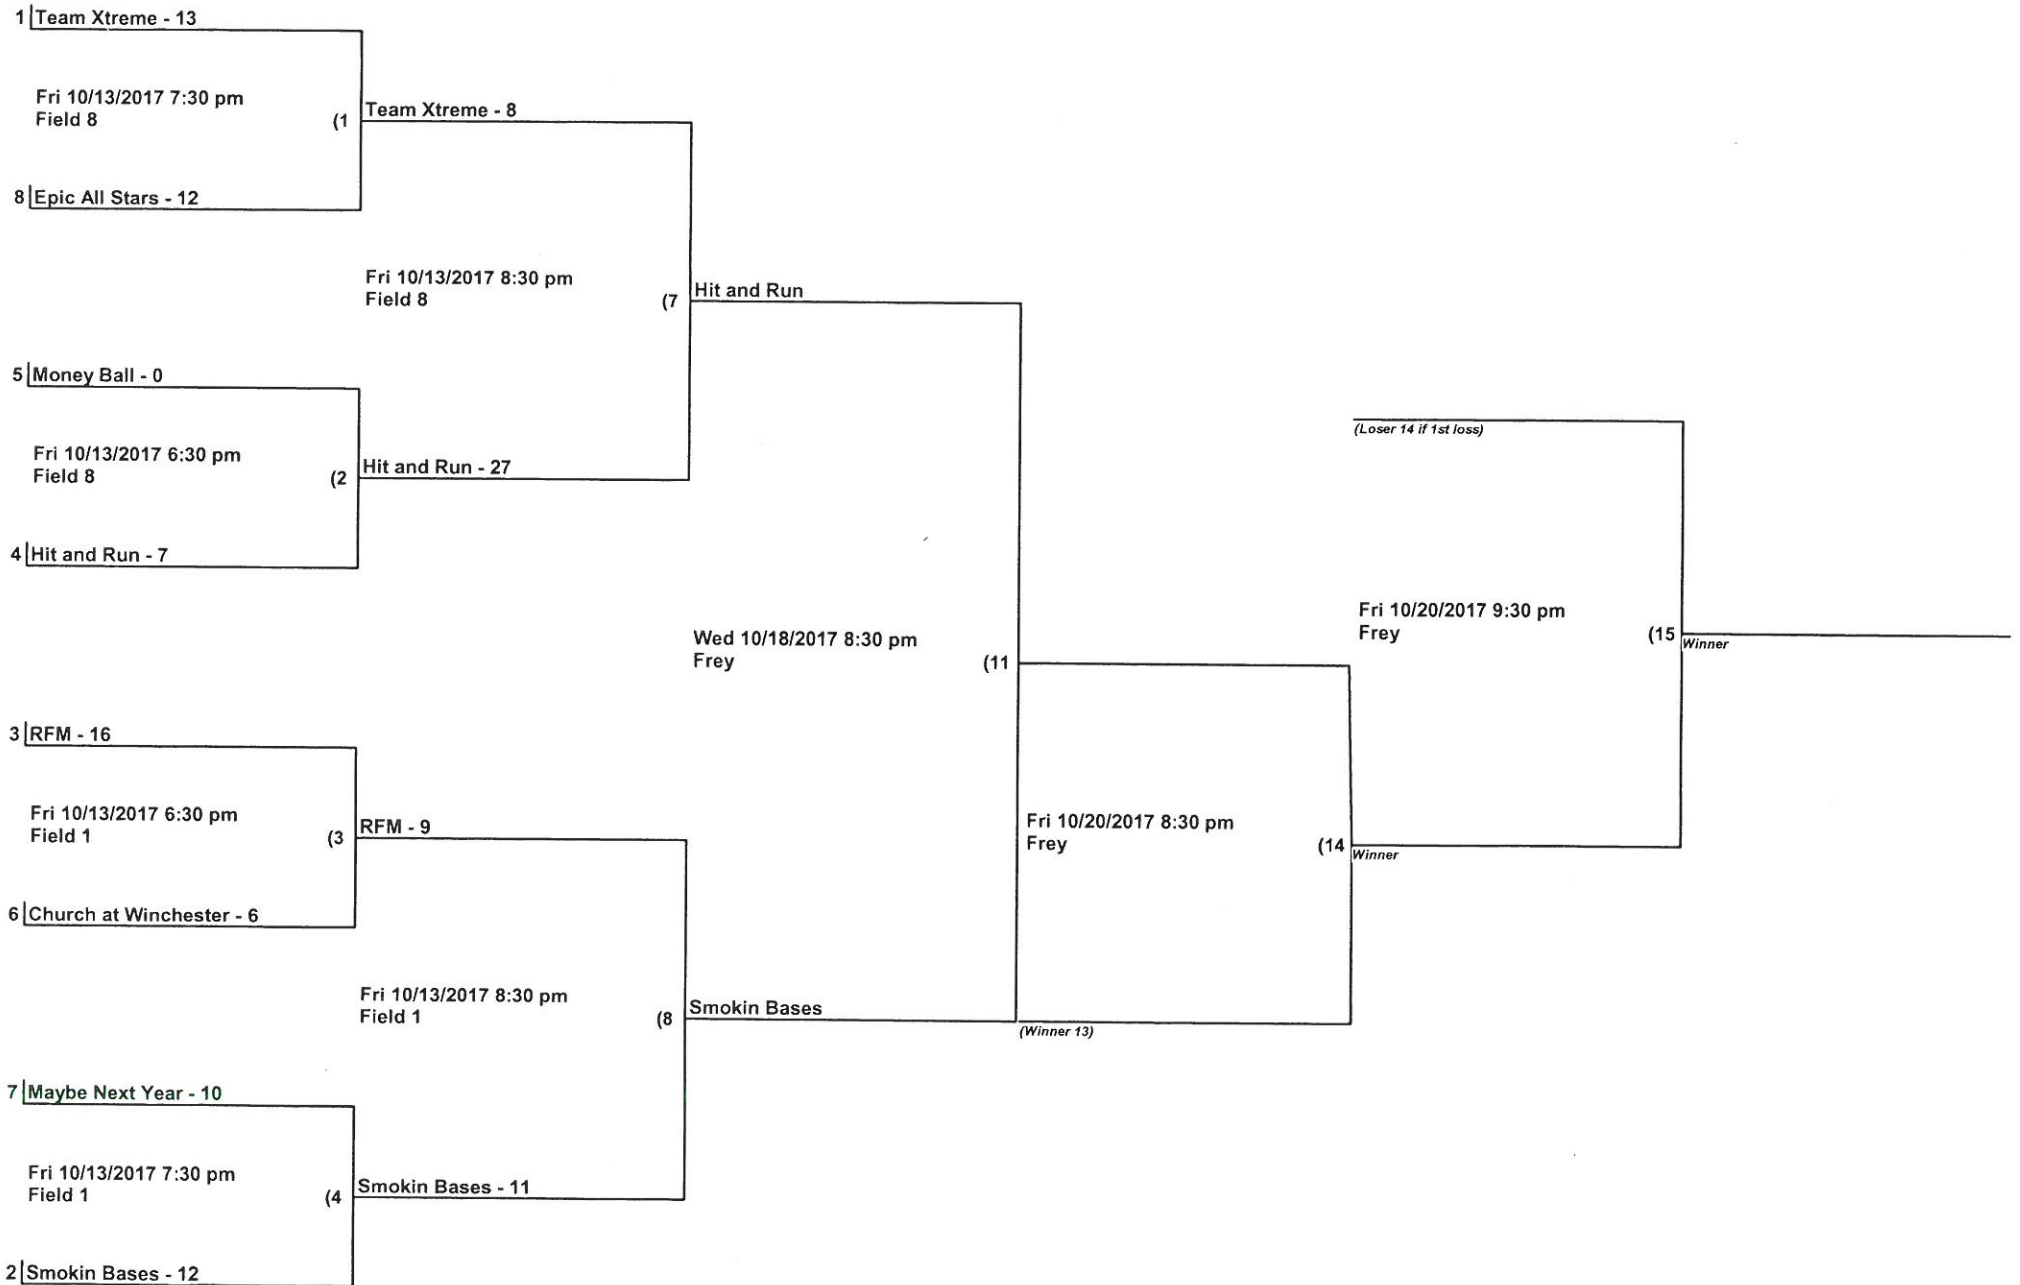 1 Team Xtreme - 13
Fri 10/13/2017 7:30 pm
Field 8
(1
Team Xtreme - 8
8 Epic All Stars - 12
Fri 10/13/2017 8:30 pm
Field 8
(7
Hit and Run
5 Money Ball - 0
Fri 10/13/2017 6:30 pm
Field 8
(2
Hit and Run - 27
4 Hit and Run - 7
(Loser 14 if 1st loss)
Wed 10/18/2017 8:30 pm
Frey
(11
Fri 10/20/2017 9:30 pm
Frey
(15
Winner
3 RFM - 16
Fri 10/13/2017 6:30 pm
Field 1
(3
RFM - 9
6 Church at Winchester - 6
Fri 10/20/2017 8:30 pm
Frey
(14
Winner
Fri 10/13/2017 8:30 pm
Field 1
(8
Smokin Bases
(Winner 13)
7 Maybe Next Year - 10
Fri 10/13/2017 7:30 pm
Field 1
(4
Smokin Bases - 11
2 Smokin Bases - 12